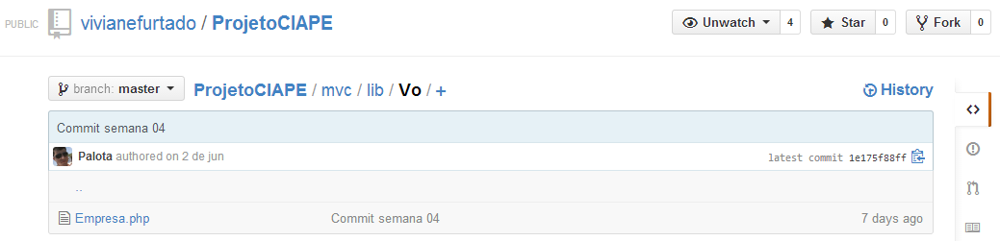 PUBLIC vivianefurtado / ProjetoCIAPE Unwatch 4 Star 0 Fork 0
branch: master ProjetoCIAPE / mvc / lib / Vo / + History
Commit semana 04
Palota authored on 2 de jun latest commit 1e175f88ff
..
Empresa.php Commit semana 04 7 days ago